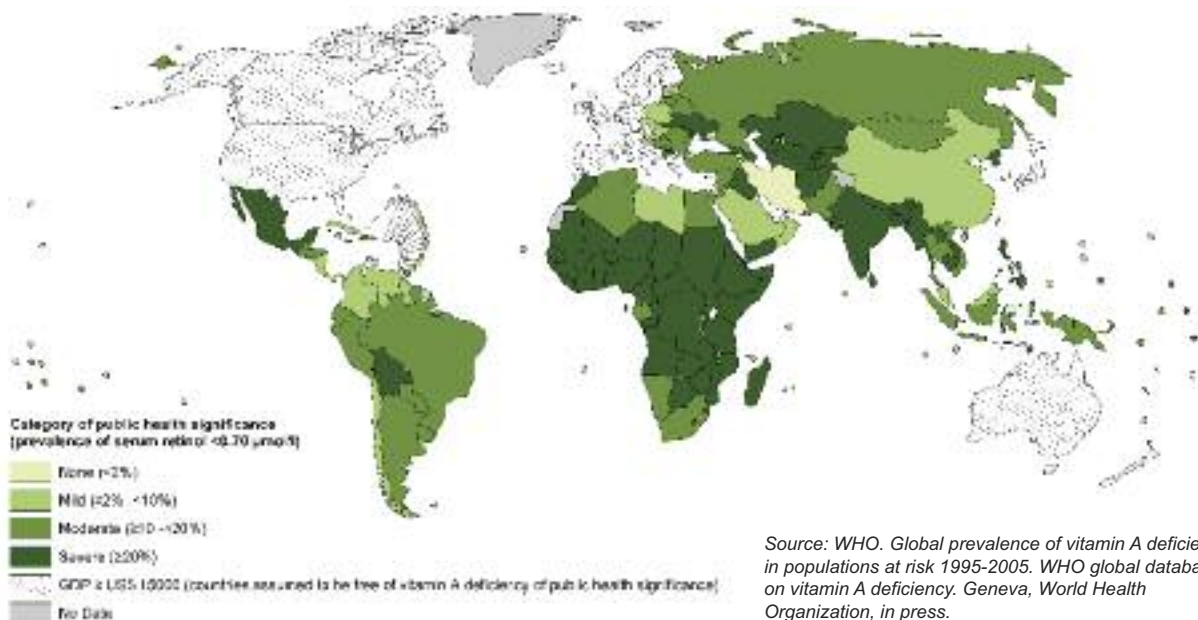 Category of public health significance
(prevalence of serum retinol <0.70 µmol/l)
None (<2%)
Mild (≥2% - <10%)
Moderate (≥10 - <20%)
Severe (≥20%)
GDP ≥ US$ 15000 (countries assumed to be free of vitamin A deficiency of public health significance)
No Data
Source: WHO. Global prevalence of vitamin A deficie
in populations at risk 1995-2005. WHO global databa
on vitamin A deficiency. Geneva, World Health
Organization, in press.